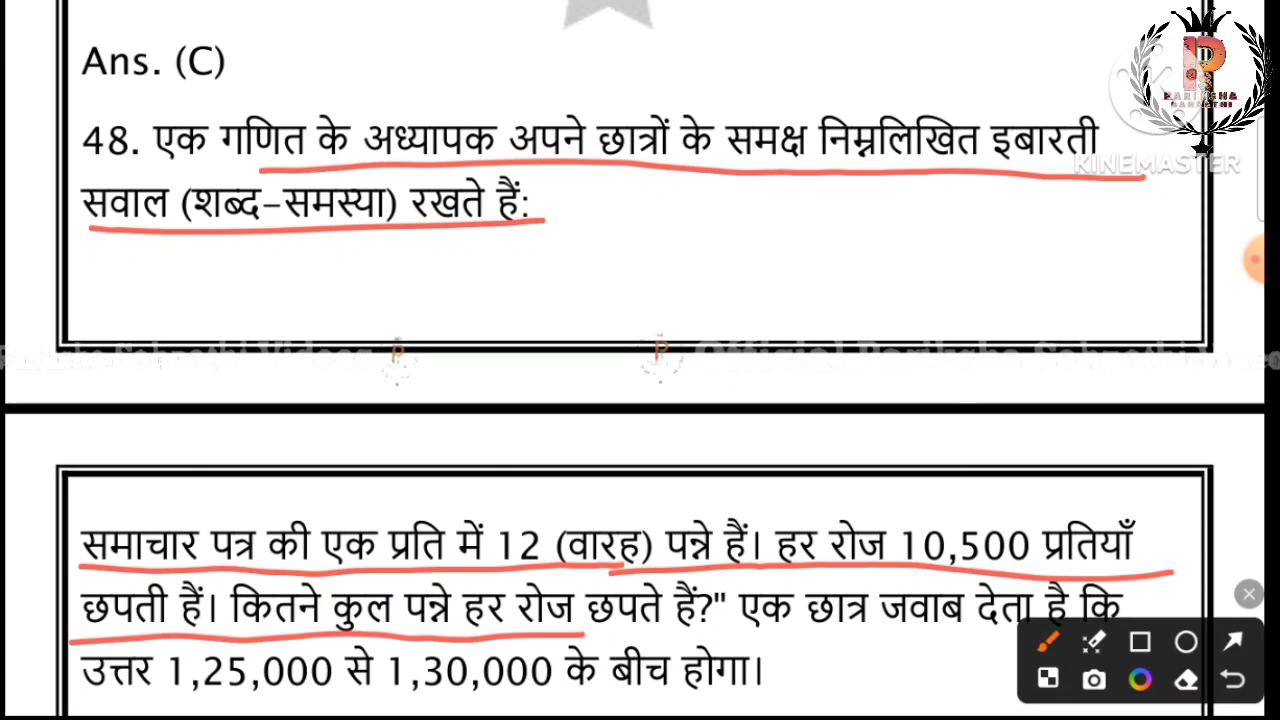 Ans. (C)
48. एक गणित के अध्यापक अपने छात्रों के समक्ष निम्नलिखित इबारती
KINEMASTER
सवाल (शब्द-समस्या) रखते हैं:
समाचार पत्र की एक प्रति में 12 (वारह) पन्ने हैं। हर रोज 10,500 प्रतियाँ
छपती हैं। कितने कुल पन्ने हर रोज छपते हैं?" एक छात्र जवाब देता है कि
उत्तर 1,25,000 से 1,30,000 के बीच होगा।